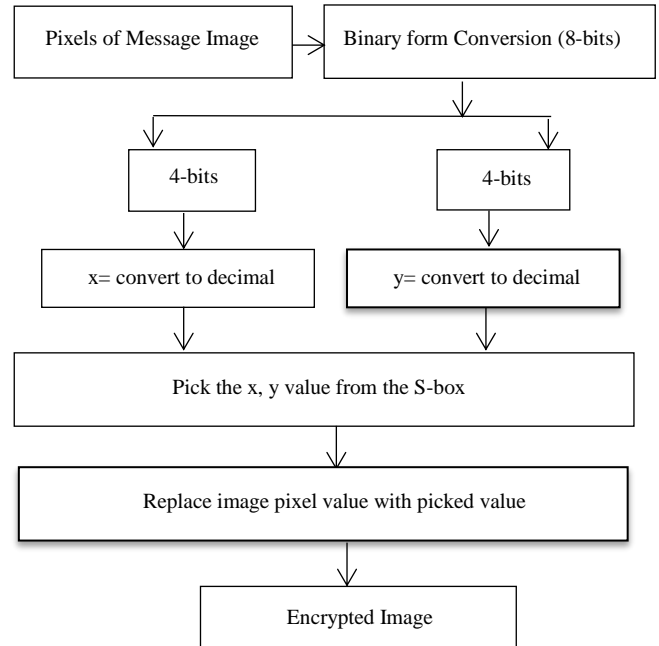 Pixels of Message Image
Binary form Conversion (8-bits)
4-bits
4-bits
x= convert to decimal
y= convert to decimal
Pick the x, y value from the S-box
Replace image pixel value with picked value
Encrypted Image